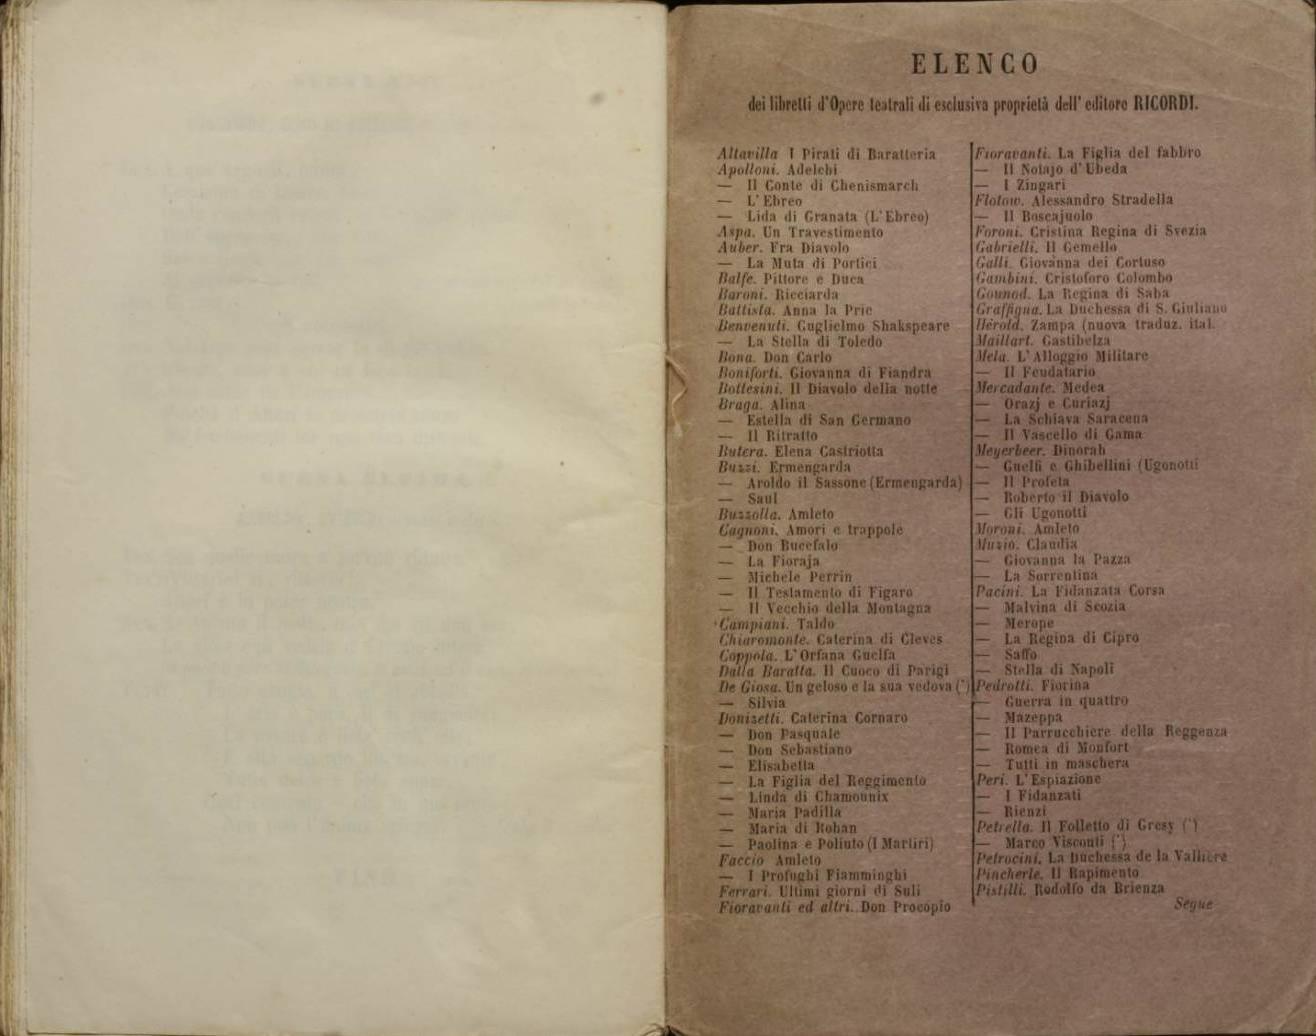 ELENCO
dei libretti d'Opere teatrali di esclusiva proprietà dell' editore RICORDI.
Altavilla I Pirati di Baratteria
Apolloni. Adelchi
— Il Conte di Chenismarch
— L'Ebreo
— Lida di Granata (L'Ebreo)
Aspa. Un Travestimento
Auber. Fra Diavolo
— La Muta di Portici
Balfe. Pittore e Duca
Baroni. Ricciarda
Battista. Anna la Prie
Benvenuti. Guglielmo Shakspeare
— La Stella di Toledo
Bona. Don Carlo
Boniforti. Giovanna di Fiandra
Bottesini. Il Diavolo della notte
Braga. Alina
— Estella di San Germano
— Il Ritratto
Butera. Elena Castriotta
Buzzi. Ermengarda
— Aroldo il Sassone (Ermengarda)
— Saul
Buzzolla. Amleto
Cagnoni. Amori e trappole
— Don Bucefalo
— La Fioraja
— Michele Perrin
— Il Testamento di Figaro
— Il Vecchio della Montagna
Campiani. Taldo
Chiaromonte. Caterina di Cleves
Coppola. L'Orfana Guelfa
Dalla Baratta. Il Cuoco di Parigi
De Giosa. Un geloso e la sua vedova (*)
— Silvia
Donizetti. Caterina Cornaro
— Don Pasquale
— Don Sebastiano
— Elisabetta
— La Figlia del Reggimento
— Linda di Chamounix
— Maria Padilla
— Maria di Rohan
— Paolina e Poliuto (I Martiri)
Faccio Amleto
— I Profughi Fiamminghi
Ferrari. Ultimi giorni di Suli
Fioravanti ed altri. Don Procopio
Fioravanti. La Figlia del fabbro
— Il Notajo d'Ubeda
— I Zingari
Flotow. Alessandro Stradella
— Il Boscajuolo
Foroni. Cristina Regina di Svezia
Gabrielli. Il Gemello
Galli. Giovanna dei Cortuso
Gambini. Cristoforo Colombo
Gounod. La Regina di Saba
Graffigna. La Duchessa di S. Giuliano
Hérold. Zampa (nuova traduz. ital.
Maillart. Gastibelza
Mela. L'Alloggio Militare
— Il Feudatario
Mercadante. Medea
— Orazj e Curiazj
— La Schiava Saracena
— Il Vascello di Gama
Meyerbeer. Dinorah
— Guelfi e Ghibellini (Ugonotti
— Il Profeta
— Roberto il Diavolo
— Gli Ugonotti
Moroni. Amleto
Muzio. Claudia
— Giovanna la Pazza
— La Sorrentina
Pacini. La Fidanzata Corsa
— Malvina di Scozia
— Merope
— La Regina di Cipro
— Saffo
— Stella di Napoli
Pedrotti. Fiorina
— Guerra in quattro
— Mazeppa
— Il Parrucchiere della Reggenza
— Romea di Monfort
— Tutti in maschera
Peri. L'Espiazione
— I Fidanzati
— Rienzi
Petrella. Il Folletto di Gresy (*)
— Marco Visconti (*)
Petrocini. La Duchessa de la Vallière
Pincherle. Il Rapimento
Pistilli. Rodolfo da Brienza
Segue